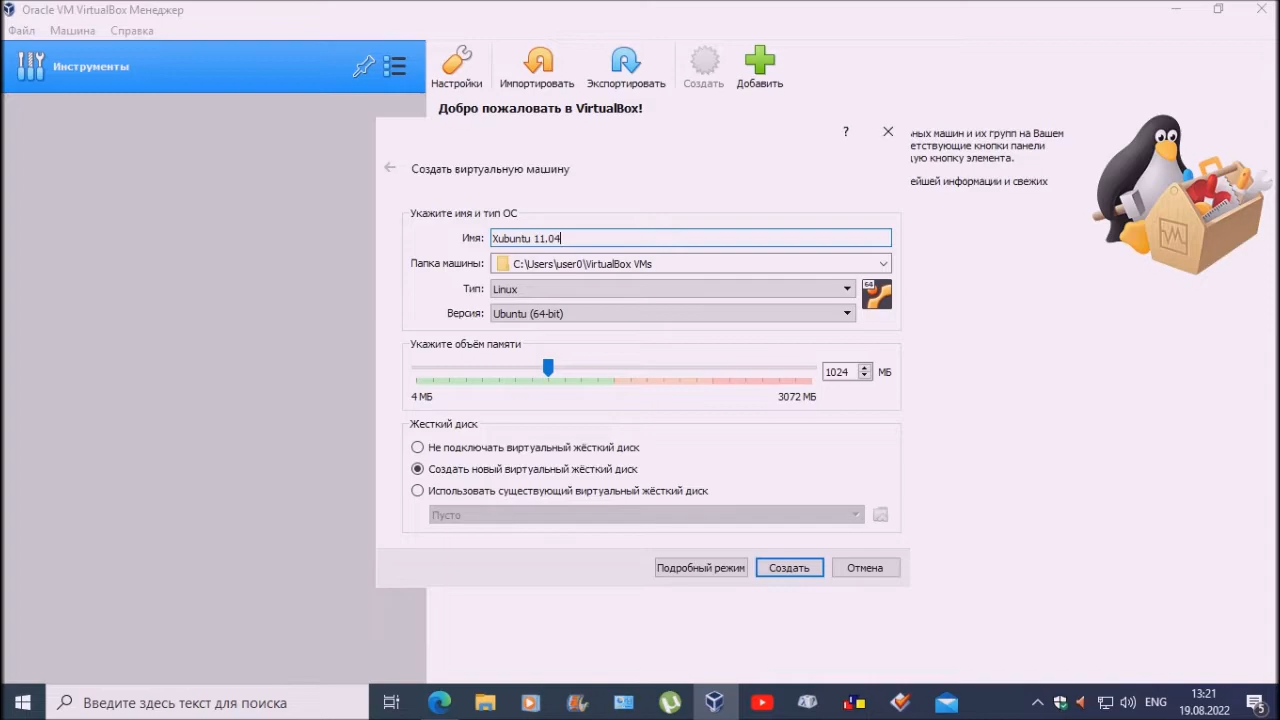 Oracle VM VirtualBox Менеджер
Файл Машина Справка
Инструменты
Настройки Импортировать Экспортировать Создать Добавить
Добро пожаловать в VirtualBox!
ьных машин и их групп на Вашем
етствующие кнопки панели
ую кнопку элемента.
ейшей информации и свежих
?
Создать виртуальную машину
Укажите имя и тип ОС
Имя: Xubuntu 11.04
Папка машины: C:\Users\user0\VirtualBox VMs
Тип: Linux
64
Версия: Ubuntu (64-bit)
Укажите объём памяти
1024 МБ
4 МБ 3072 МБ
Жесткий диск
Не подключать виртуальный жёсткий диск
Создать новый виртуальный жёсткий диск
Использовать существующий виртуальный жёсткий диск
Пусто
Подробный режим Создать Отмена
Введите здесь текст для поиска
ENG
13:21
19.08.2022
5